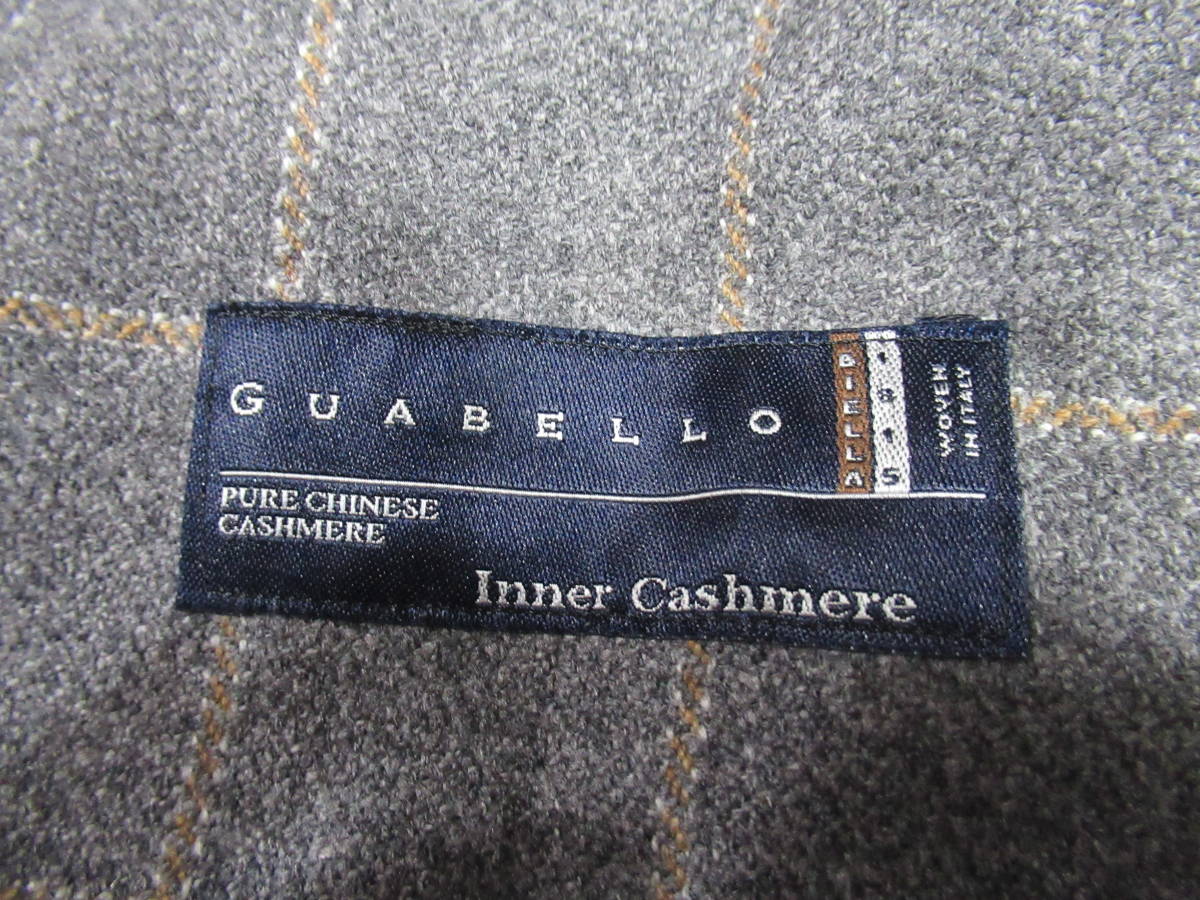 GUABELLO
BIELLA
1815
WOVEN
IN ITALY
PURE CHINESE
CASHMERE
Inner Cashmere